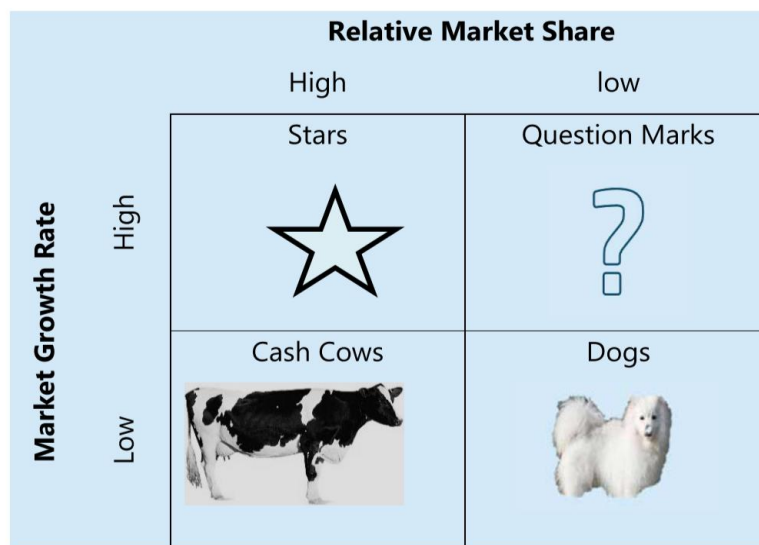 Relative Market Share
High low
Stars Question Marks
?
Market Growth Rate
High
Cash Cows Dogs
Low